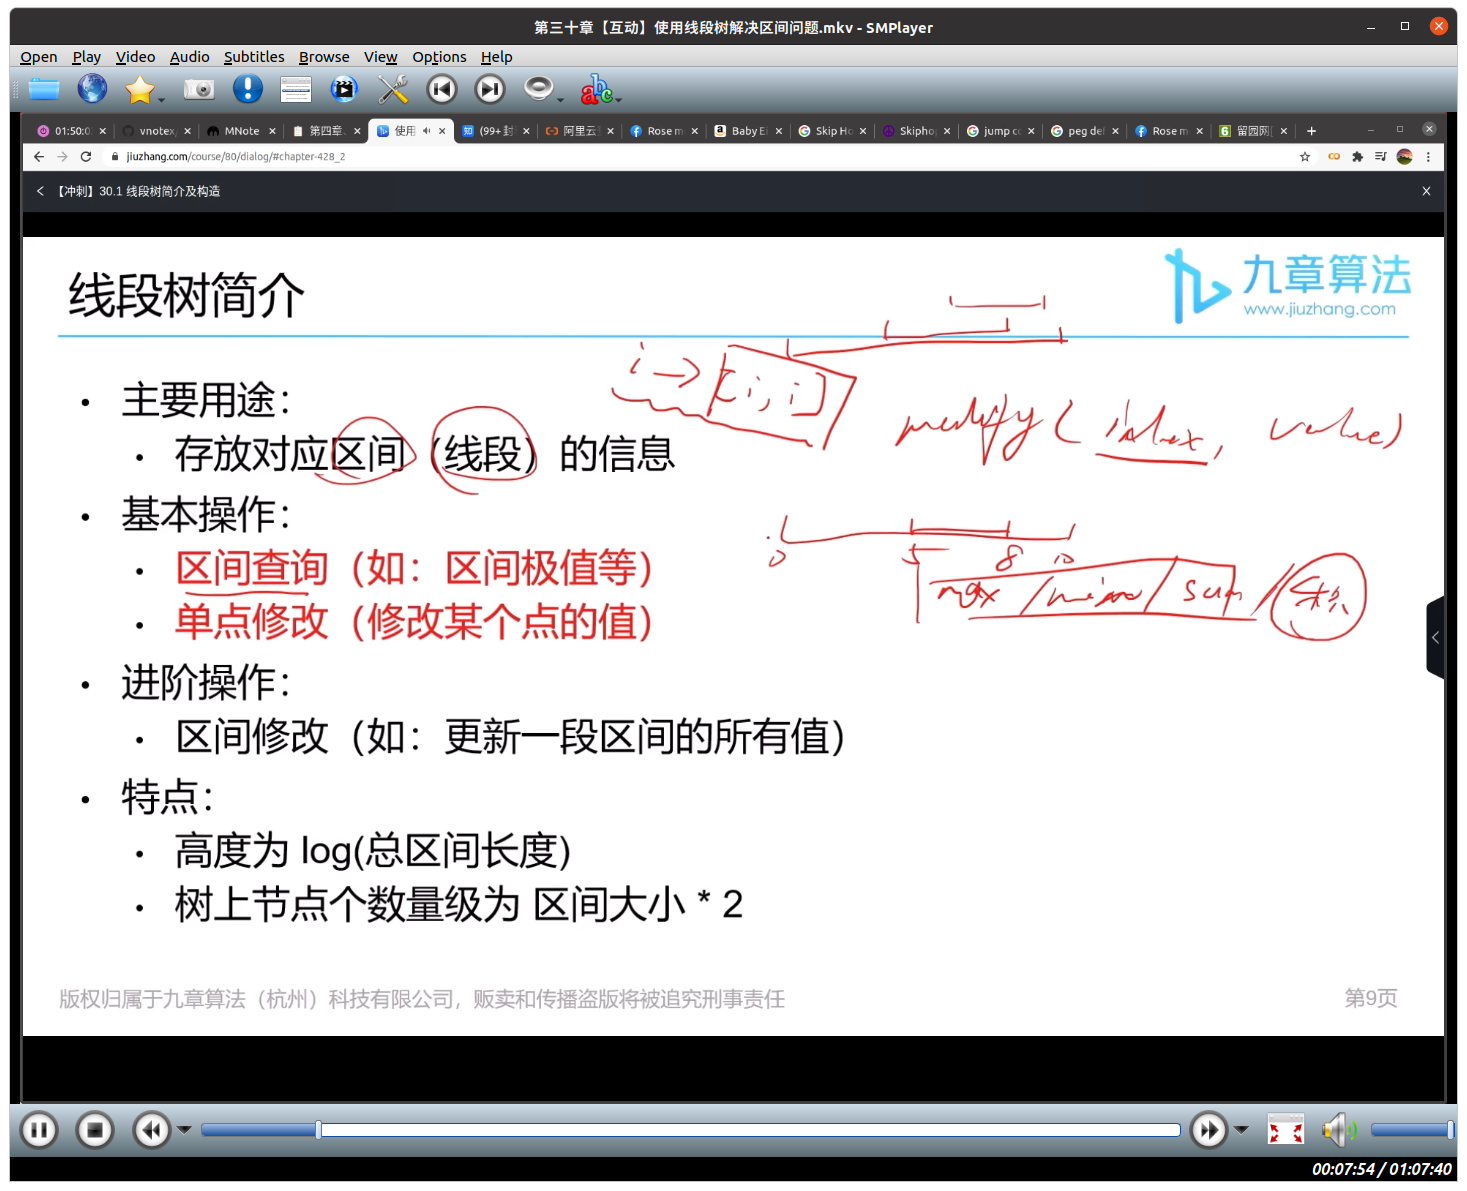 第三十章【互动】使用线段树解决区间问题.mkv - SMPlayer
Open Play Video Audio Subtitles Browse View Options Help
abc
01:50:0 vnotex MNote 第四章 使用 (99+ 封 阿里云 Rose m Baby Ei Skip Ho Skipho jump c peg de Rose m 留园网
jiuzhang.com/course/80/dialog/#chapter-428_2
【冲刺】30.1 线段树简介及构造
线段树简介
九章算法
www.jiuzhang.com
i → [i, i]
• 主要用途：
modify ( index, value)
• 存放对应区间（线段）的信息
• 基本操作：
0 5 8 10
• 区间查询（如：区间极值等）
max / min / sum /
• 单点修改（修改某个点的值）
• 进阶操作：
• 区间修改（如：更新一段区间的所有值）
• 特点：
• 高度为 log(总区间长度)
• 树上节点个数量级为 区间大小 * 2
版权归属于九章算法（杭州）科技有限公司，贩卖和传播盗版将被追究刑事责任
第9页
00:07:54 / 01:07:40